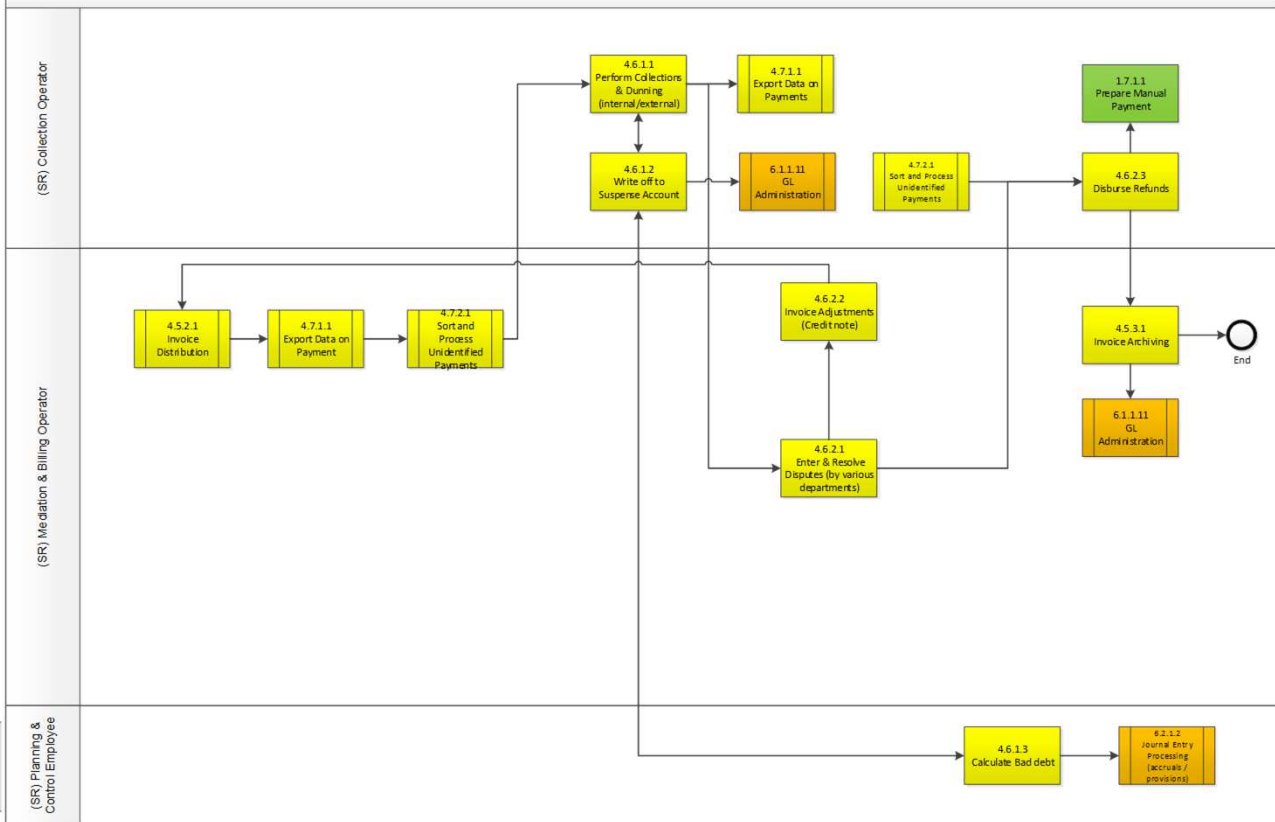 (SR) Collection Operator
4.6.1.1
Perform Collections
& Dunning
(internal/external)
4.7.1.1
Export Data on
Payments
1.7.1.1
Prepare Manual
Payment
4.6.1.2
Write off to
Suspense Account
6.1.1.11
GL
Administration
4.7.2.1
Sort and Process
Unidentified
Payments
4.6.2.3
Disburse Refunds
(SR) Mediation & Billing Operator
4.5.2.1
Invoice
Distribution
4.7.1.1
Export Data on
Payment
4.7.2.1
Sort and
Process
Unidentified
Payments
4.6.2.2
Invoice Adjustments
(Credit note)
4.5.3.1
Invoice Archiving
End
6.1.1.11
GL
Administration
4.6.2.1
Enter & Resolve
Disputes (by various
departments)
(SR) Planning &
Control Employee
4.6.1.3
Calculate Bad debt
6.2.1.2
Journal Entry
Processing
(accruals /
provisions)